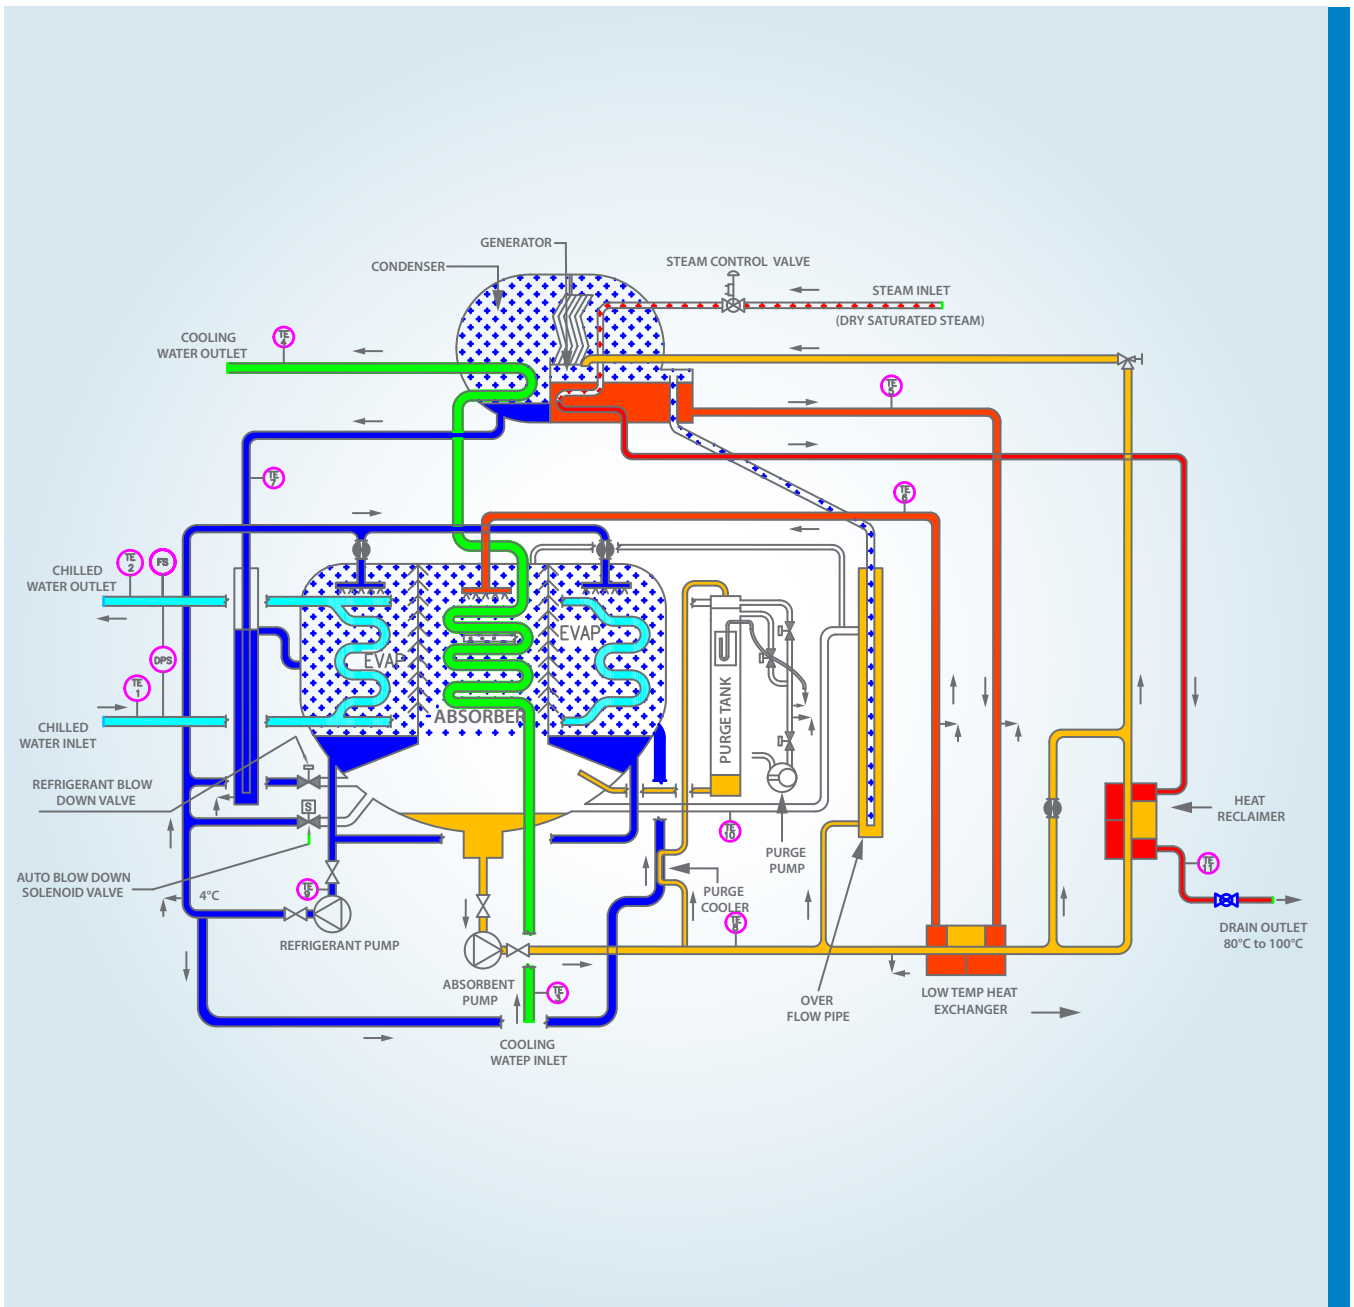 GENERATOR
CONDENSER
STEAM CONTROL VALVE
STEAM INLET
(DRY SATURATED STEAM)
COOLING
WATER OUTLET
TE
4
TE
5
TE
7
TE
6
TE
2
FS
CHILLED
WATER OUTLET
EVAP
EVAP
DPS
TE
1
ABSORBER
PURGE TANK
CHILLED
WATER INLET
REFRIGERANT BLOW
DOWN VALVE
S
HEAT
RECLAIMER
TE
10
PURGE
PUMP
TE
11
AUTO BLOW DOWN
SOLENOID VALVE
4°C
TE
9
PURGE
COOLER
TE
8
REFRIGERANT PUMP
DRAIN OUTLET
80°C to 100°C
ABSORBENT
PUMP
TE
3
OVER
FLOW PIPE
LOW TEMP HEAT
EXCHANGER
COOLING
WATEP INLET